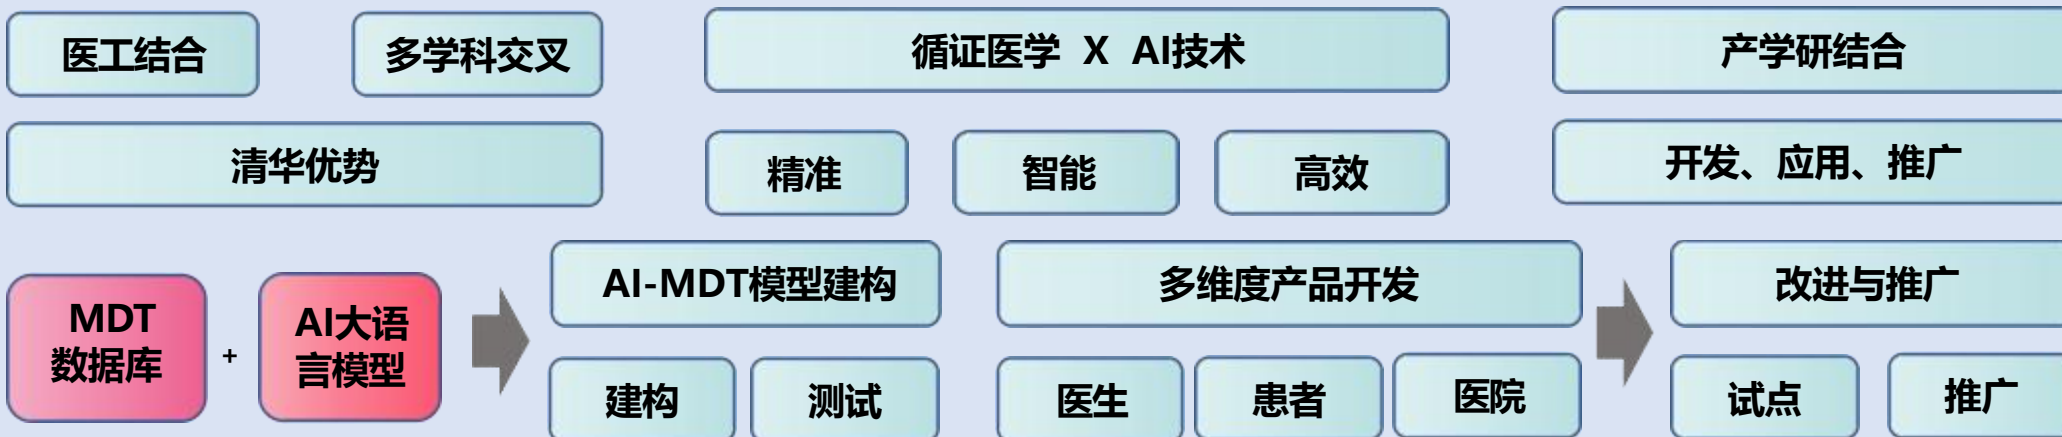 医工结合
多学科交叉
循证医学 X AI技术
产学研结合
清华优势
精准
智能
高效
开发、应用、推广
MDT
数据库
+
AI大语
言模型
AI-MDT模型建构
多维度产品开发
改进与推广
建构
测试
医生
患者
医院
试点
推广